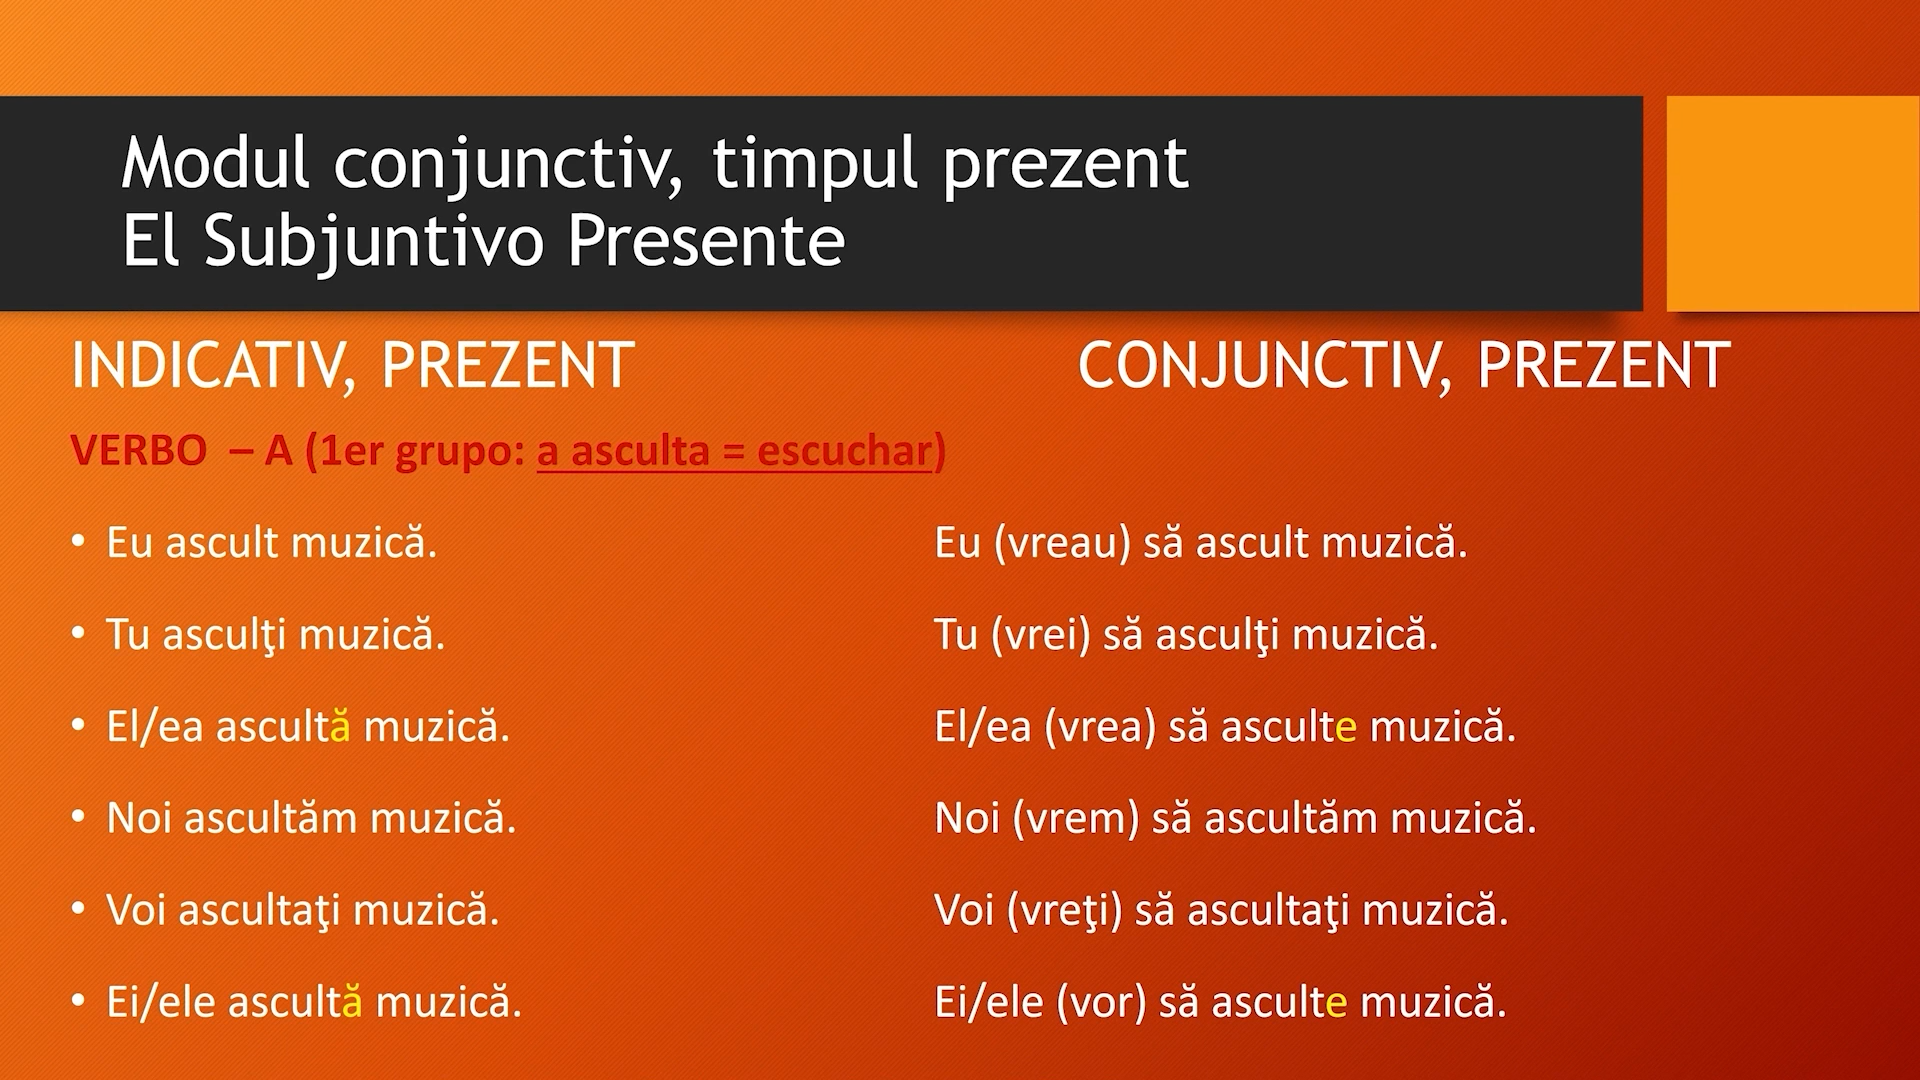 Modul conjunctiv, timpul prezent
El Subjuntivo Presente
INDICATIV, PREZENT
CONJUNCTIV, PREZENT
VERBO – A (1er grupo: a asculta = escuchar)
• Eu ascult muzică.
Eu (vreau) să ascult muzică.
• Tu asculţi muzică.
Tu (vrei) să asculţi muzică.
• El/ea ascultă muzică.
El/ea (vrea) să asculte muzică.
• Noi ascultăm muzică.
Noi (vrem) să ascultăm muzică.
• Voi ascultaţi muzică.
Voi (vreţi) să ascultaţi muzică.
• Ei/ele ascultă muzică.
Ei/ele (vor) să asculte muzică.